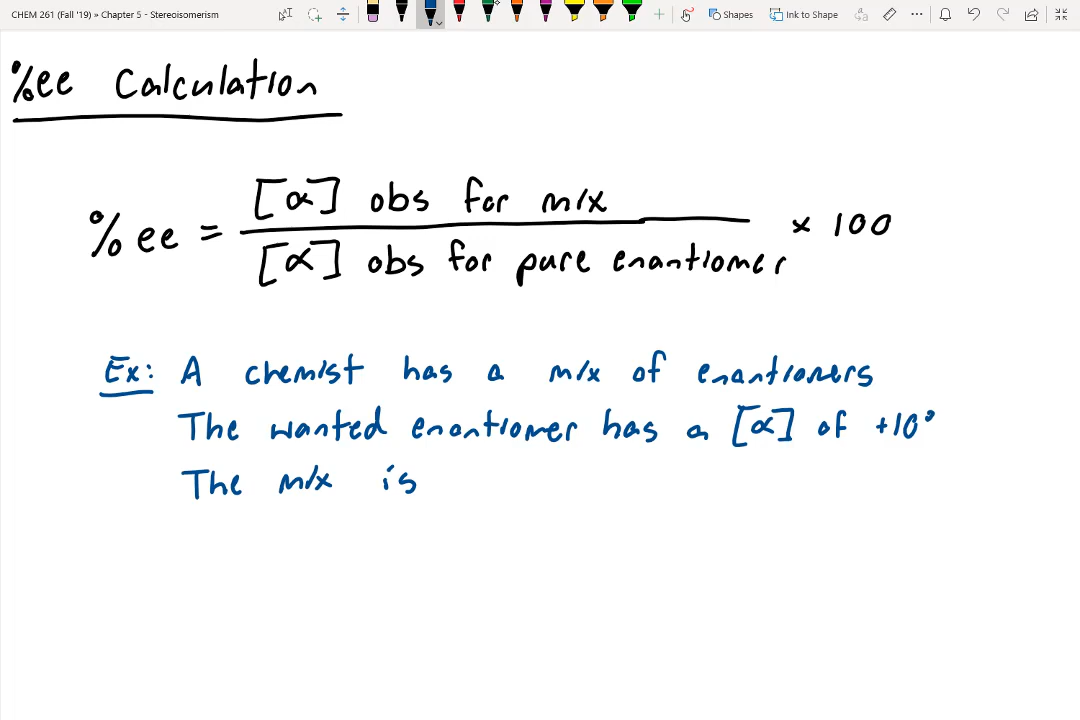 CHEM 261 (Fall '19) » Chapter 5 - Stereoisomerism
Shapes
Ink to Shape
%ee Calculation
[α] obs for mix
% ee = x 100
[α] obs for pure enantiomer
Ex: A chemist has a mix of enantiomers
The wanted enantiomer has a [α] of +10°
The mix is